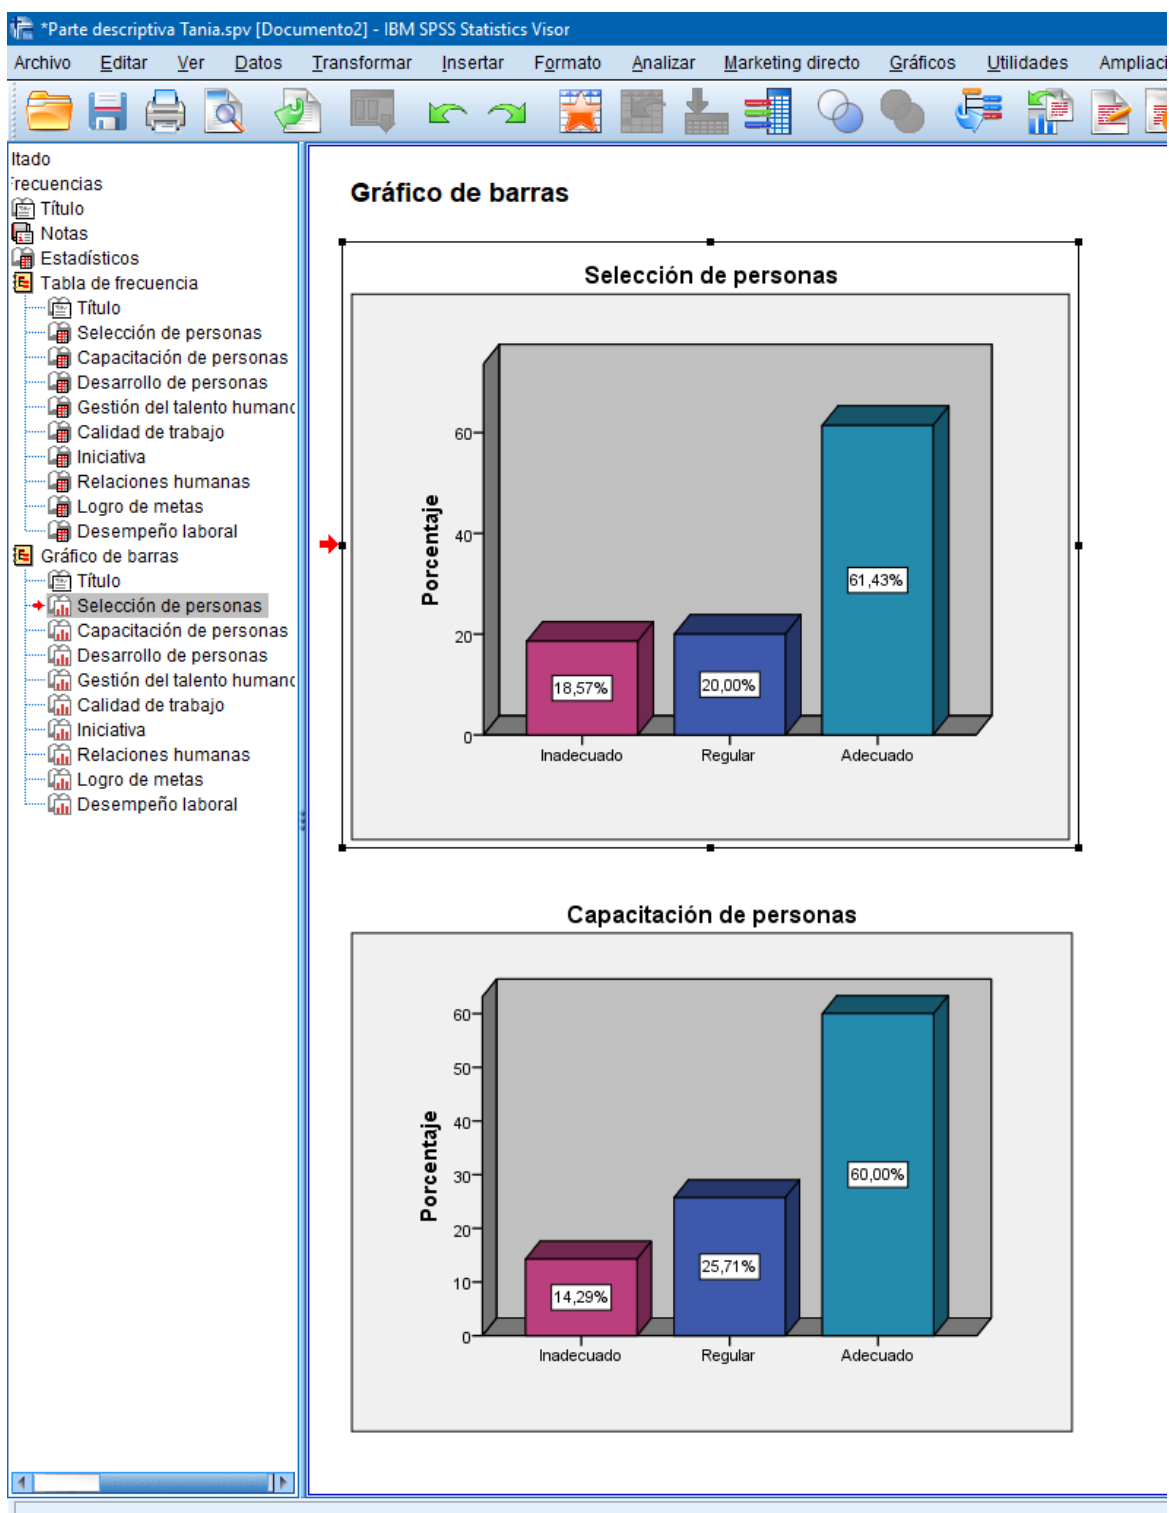 *Parte descriptiva Tania.spv [Documento2] - IBM SPSS Statistics Visor
Archivo Editar Ver Datos Transformar Insertar Formato Analizar Marketing directo Gráficos Utilidades Ampliaci
ltado
Frecuencias
Título
Notas
Estadísticos
Tabla de frecuencia
Título
Selección de personas
Capacitación de personas
Desarrollo de personas
Gestión del talento humano
Calidad de trabajo
Iniciativa
Relaciones humanas
Logro de metas
Desempeño laboral
Gráfico de barras
Título
Selección de personas
Capacitación de personas
Desarrollo de personas
Gestión del talento humano
Calidad de trabajo
Iniciativa
Relaciones humanas
Logro de metas
Desempeño laboral
Gráfico de barras
Selección de personas
Porcentaje
60
40
20
0
18,57%
20,00%
61,43%
Inadecuado Regular Adecuado
Capacitación de personas
Porcentaje
60
50
40
30
20
10
0
14,29%
25,71%
60,00%
Inadecuado Regular Adecuado